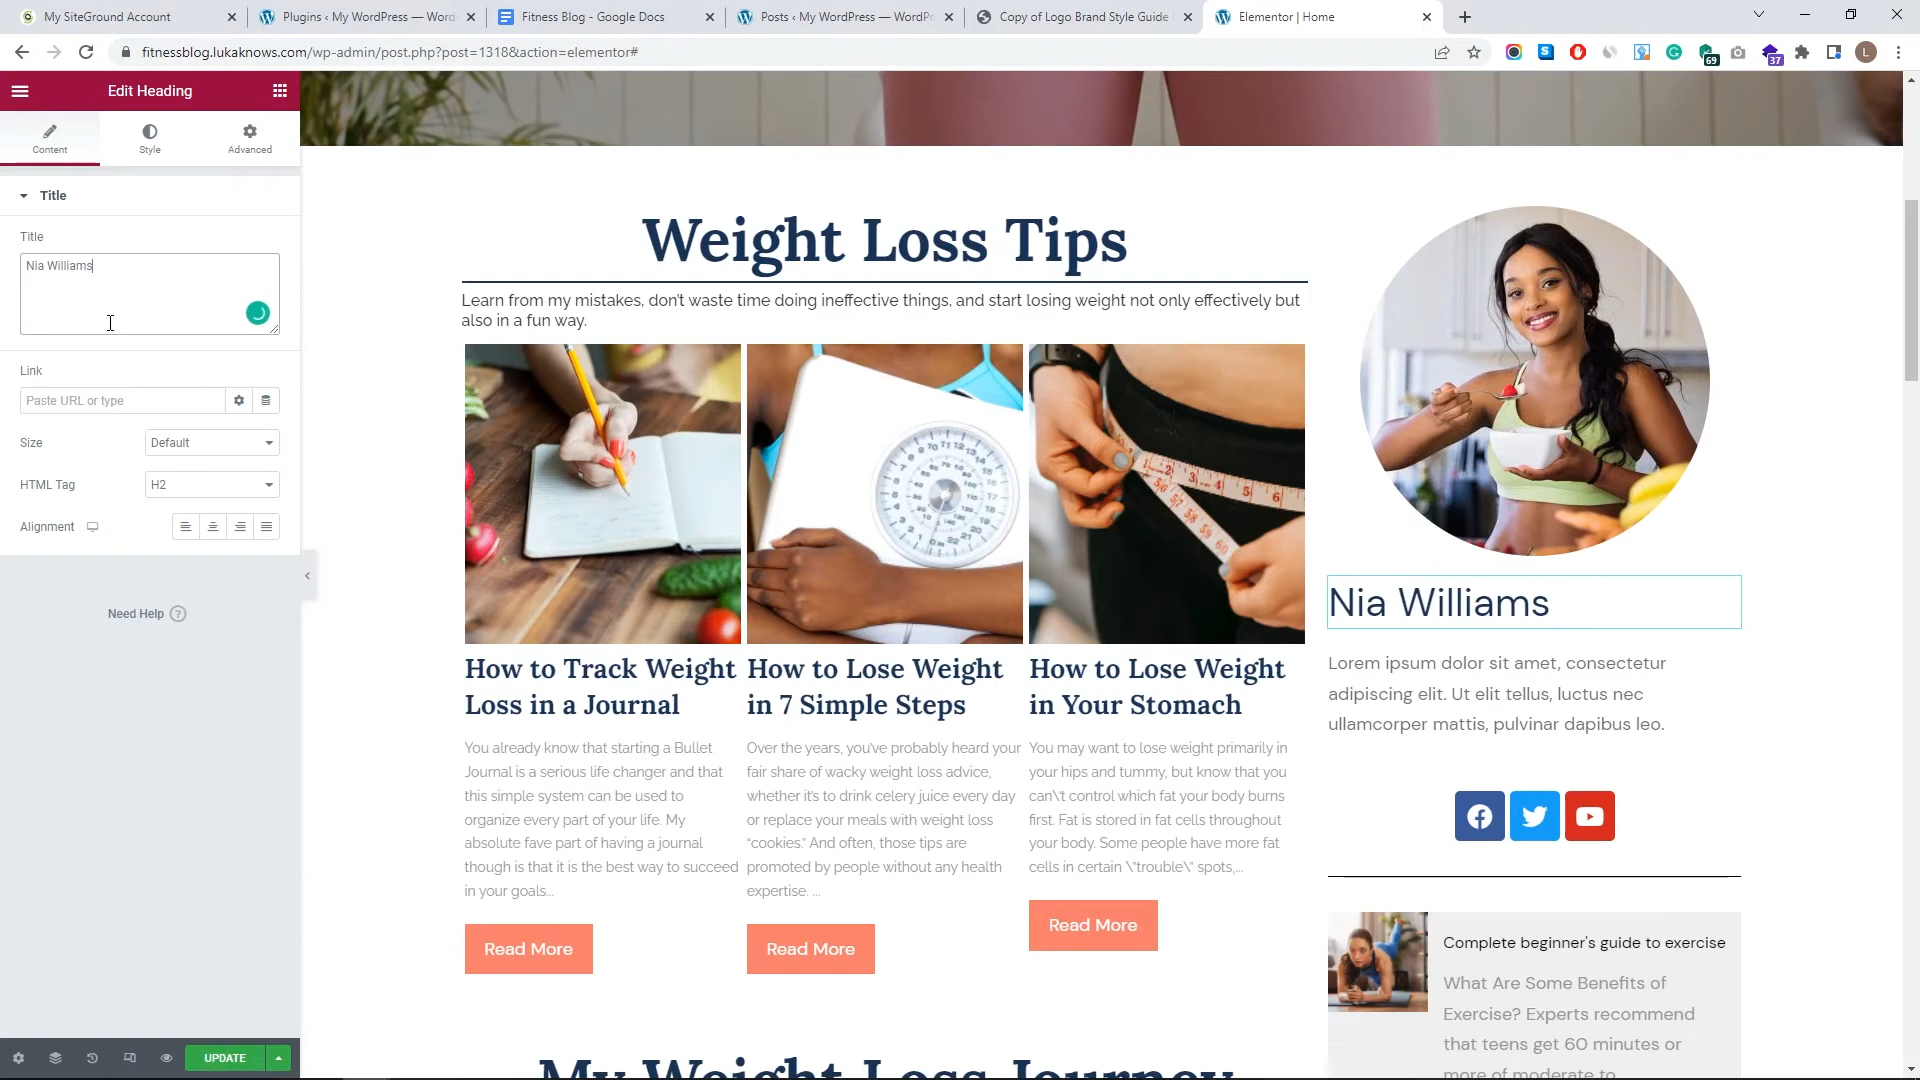 My SiteGround Account
Plugins ‹ My WordPress — Word
Fitness Blog - Google Docs
Posts ‹ My WordPress — WordPr
Copy of Logo Brand Style Guide
Elementor | Home
fitnessblog.lukaknows.com/wp-admin/post.php?post=1318&action=elementor#
69
37
L
Edit Heading
Content
Style
Advanced
Title
Title
Nia Williams
Link
Paste URL or type
Size
Default
HTML Tag
H2
Alignment
Need Help ?
UPDATE
Weight Loss Tips
Learn from my mistakes, don't waste time doing ineffective things, and start losing weight not only effectively but
also in a fun way.
How to Track Weight
Loss in a Journal
You already know that starting a Bullet
Journal is a serious life changer and that
this simple system can be used to
organize every part of your life. My
absolute fave part of having a journal
though is that it is the best way to succeed
in your goals...
Read More
How to Lose Weight
in 7 Simple Steps
Over the years, you've probably heard your
fair share of wacky weight loss advice,
whether it's to drink celery juice every day
or replace your meals with weight loss
“cookies.” And often, those tips are
promoted by people without any health
expertise. ...
Read More
How to Lose Weight
in Your Stomach
You may want to lose weight primarily in
your hips and tummy, but know that you
can\'t control which fat your body burns
first. Fat is stored in fat cells throughout
your body. Some people have more fat
cells in certain \"trouble\" spots,...
Read More
My Weight Loss Journey
Nia Williams
Lorem ipsum dolor sit amet, consectetur
adipiscing elit. Ut elit tellus, luctus nec
ullamcorper mattis, pulvinar dapibus leo.
Complete beginner's guide to exercise
What Are Some Benefits of
Exercise? Experts recommend
that teens get 60 minutes or
more of moderate to